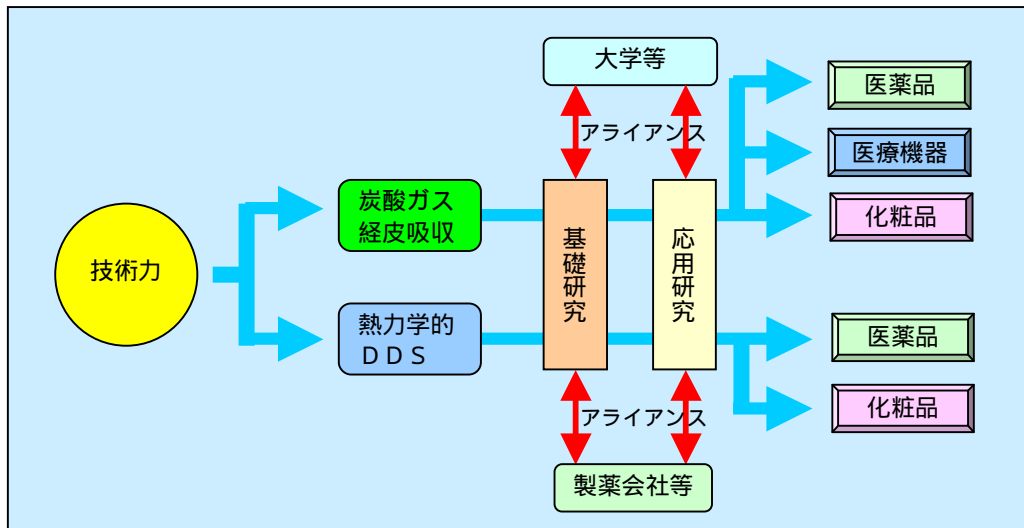 大学等
医薬品
アライアンス
医療機器
炭酸ガス
経皮吸収
化粧品
技術力
基礎研究
応用研究
熱力学的
ＤＤＳ
医薬品
化粧品
アライアンス
製薬会社等